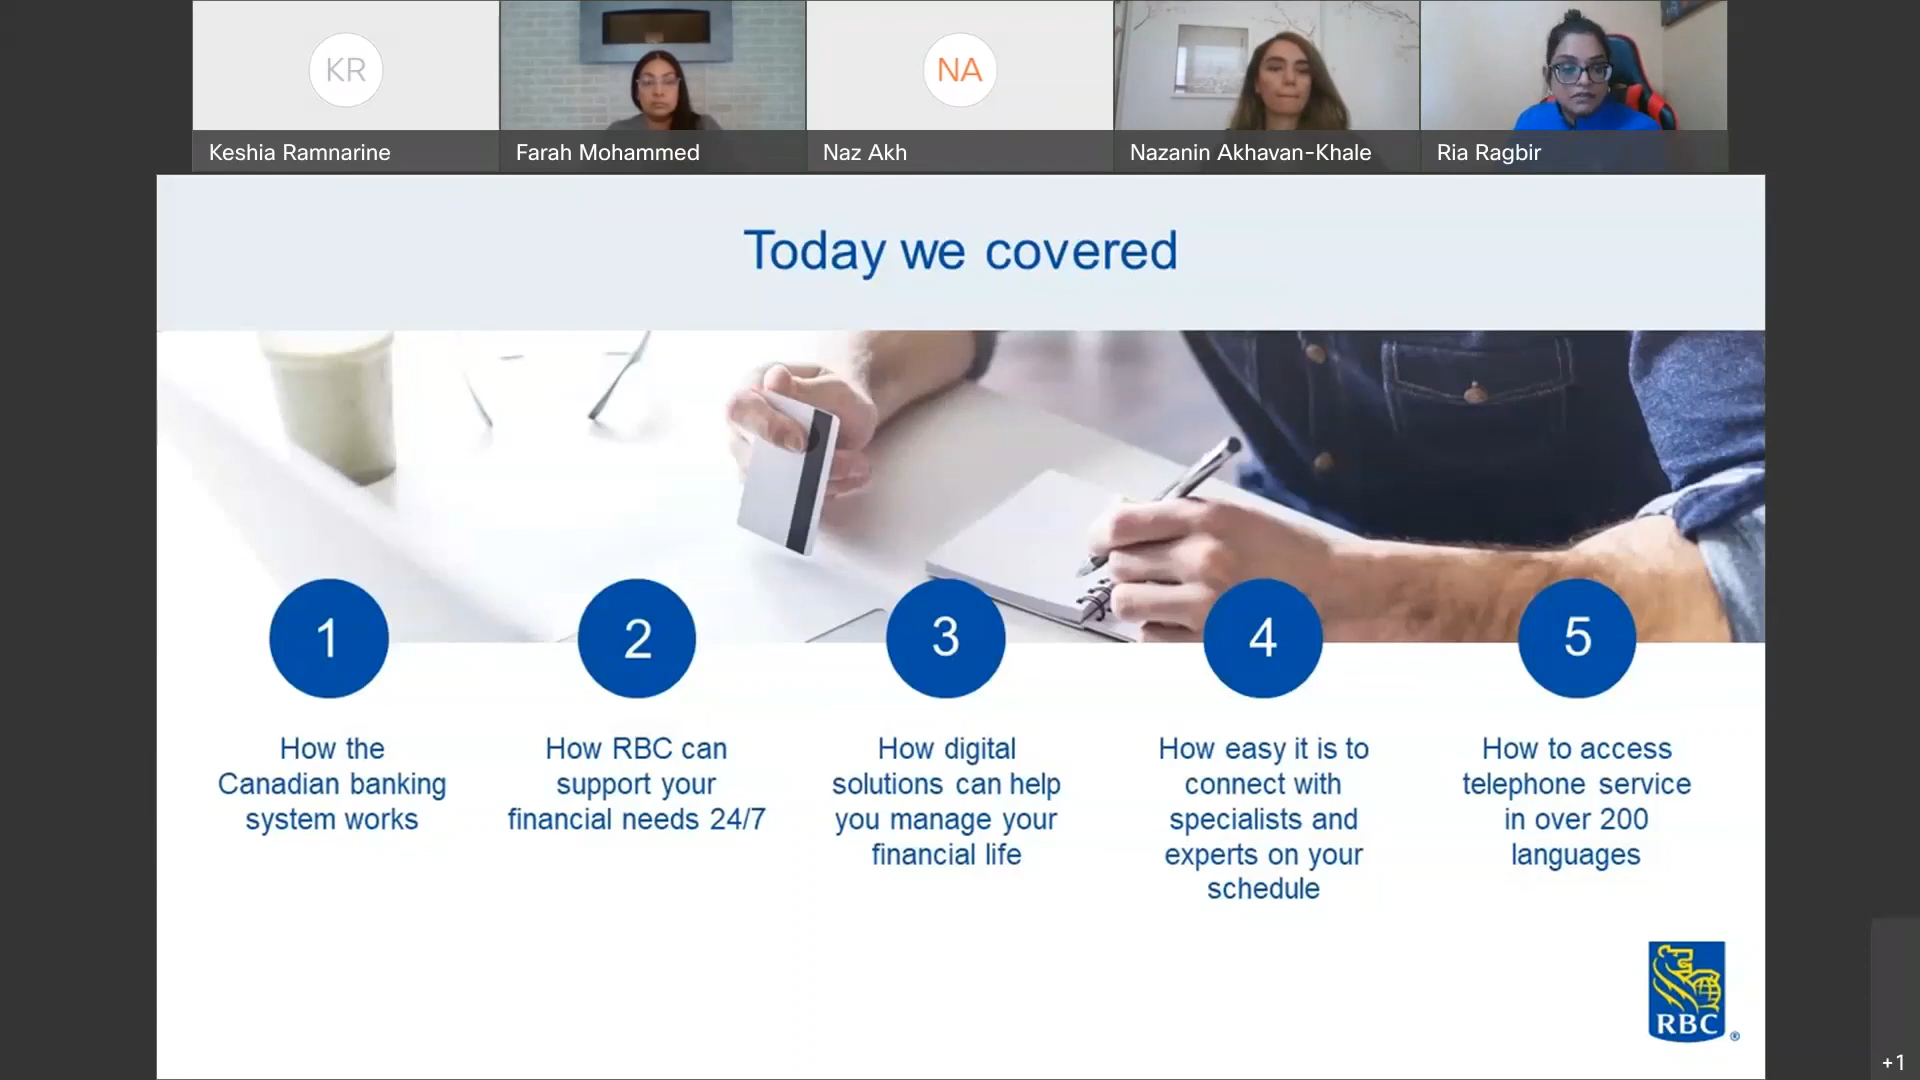 KR
NA
Keshia Ramnarine
Farah Mohammed
Naz Akh
Nazanin Akhavan-Khale
Ria Ragbir
Today we covered
1
How the
Canadian banking
system works
2
How RBC can
support your
financial needs 24/7
3
How digital
solutions can help
you manage your
financial life
4
How easy it is to
connect with
specialists and
experts on your
schedule
5
How to access
telephone service
in over 200
languages
RBC
®
+1